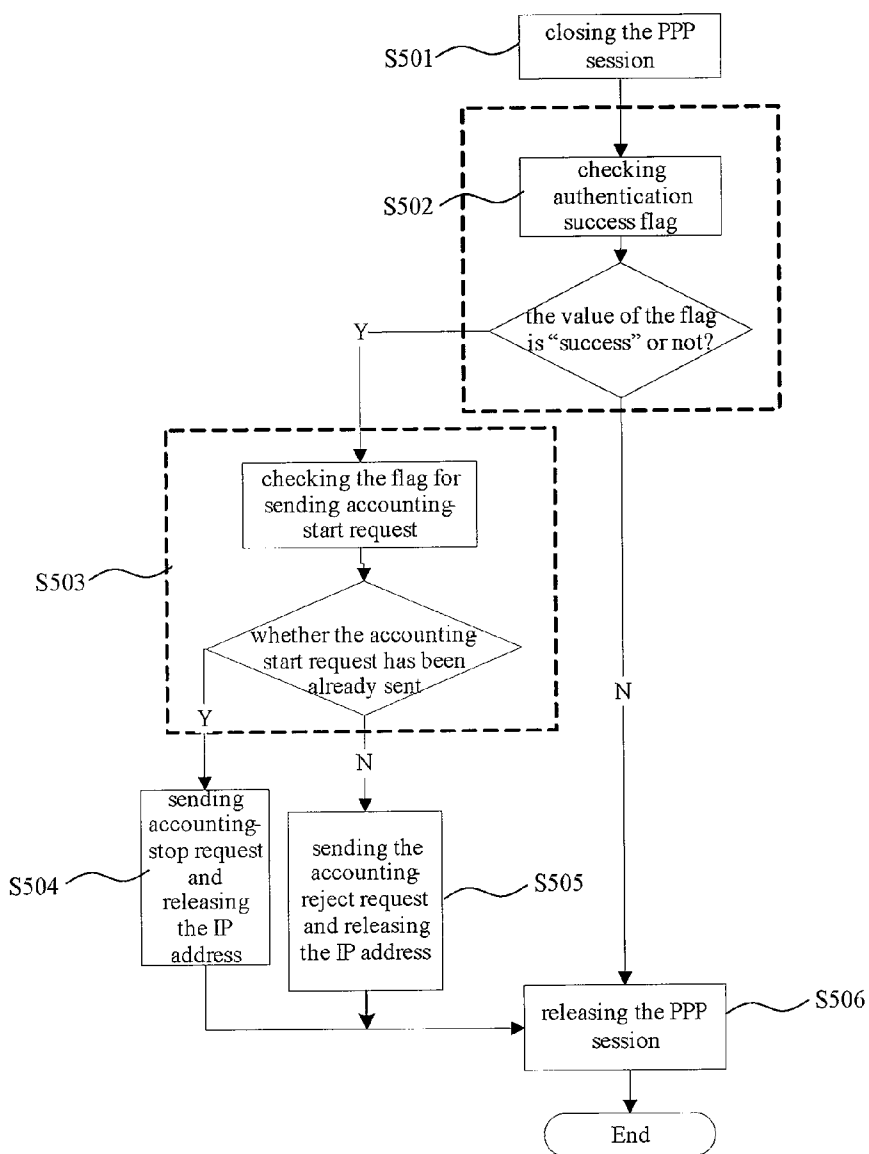 closing the PPP
session
S501
checking
authentication
success flag
S502
the value of the flag
is “success” or not?
Y
checking the flag for
sending accounting-
start request
S503
whether the accounting
start request has been
already sent
Y
N
N
sending
accounting-
stop request
and
releasing
the IP
address
S504
sending the
accounting-
reject request
and releasing
the IP address
S505
releasing the PPP
session
S506
End